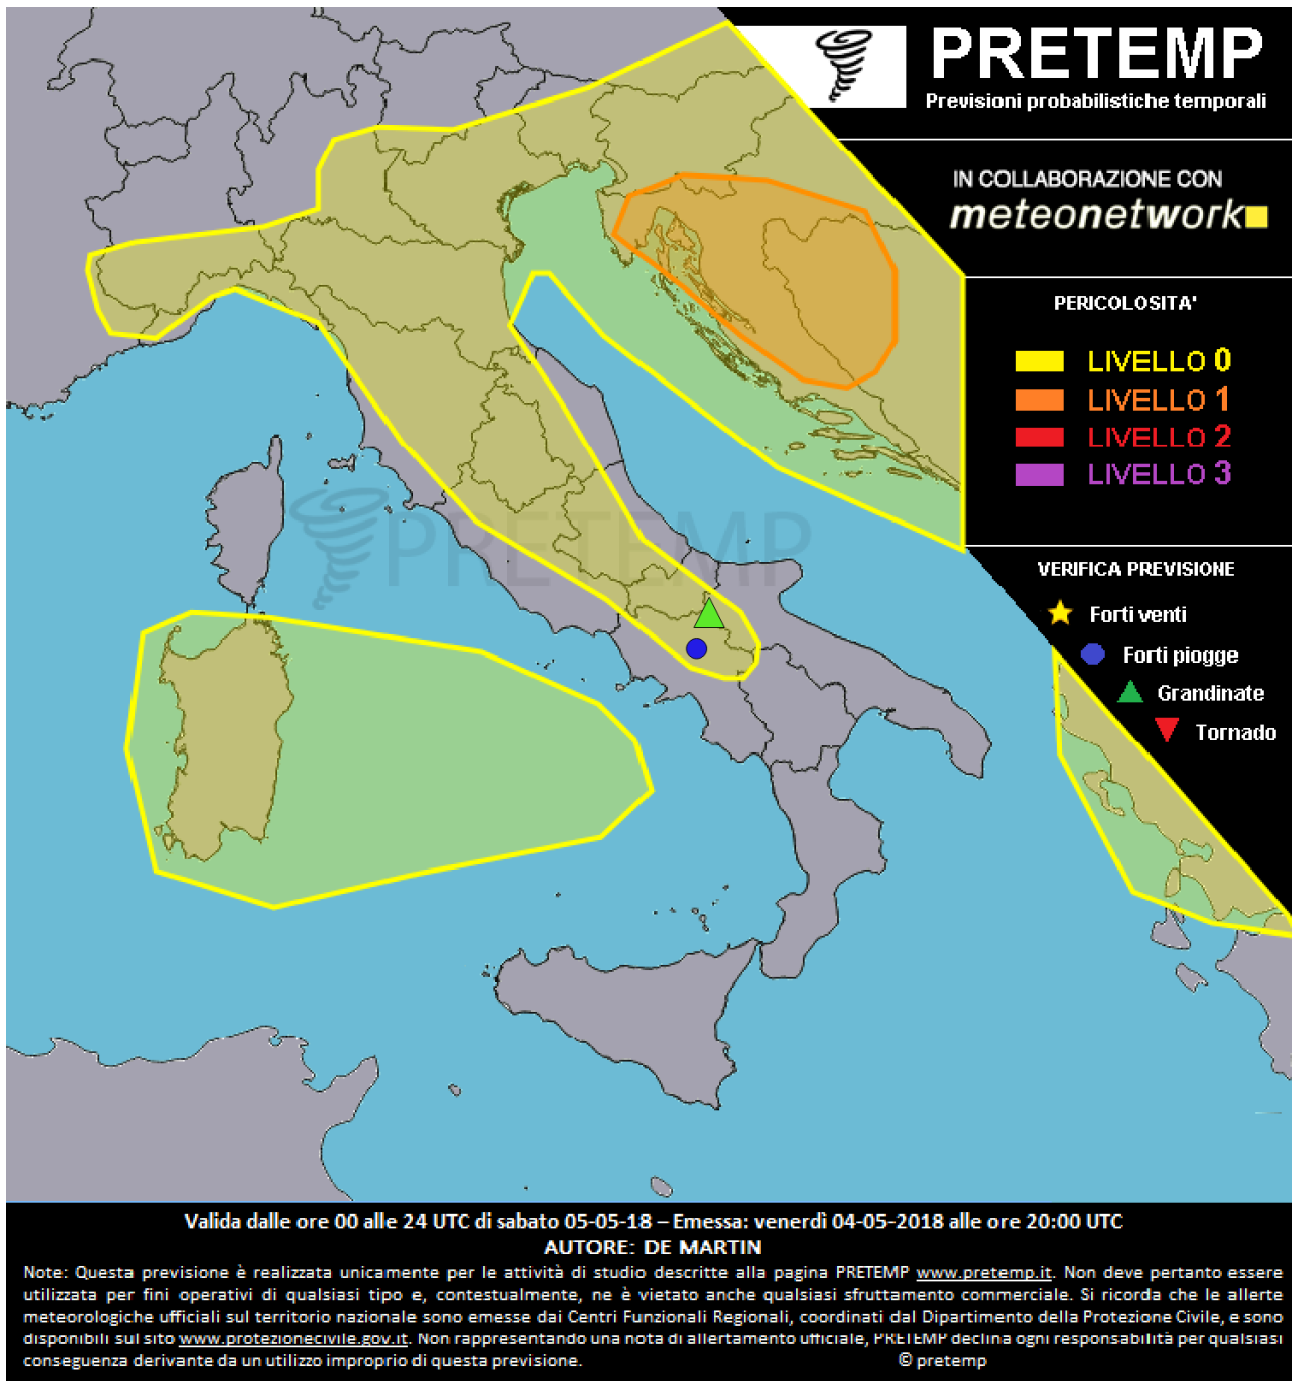 PRETEMP
Previsioni probabilistiche temporali
IN COLLABORAZIONE CON
meteonetwork
PERICOLOSITA'
LIVELLO 0
LIVELLO 1
LIVELLO 2
LIVELLO 3
PRETEMP
VERIFICA PREVISIONE
Forti venti
Forti piogge
Grandinate
Tornado
Valida dalle ore 00 alle 24 UTC di sabato 05-05-18 – Emessa: venerdì 04-05-2018 alle ore 20:00 UTC
AUTORE: DE MARTIN
Note: Questa previsione è realizzata unicamente per le attività di studio descritte alla pagina PRETEMP www.pretemp.it. Non deve pertanto essere
utilizzata per fini operativi di qualsiasi tipo e, contestualmente, ne è vietato anche qualsiasi sfruttamento commerciale. Si ricorda che le allerte
meteorologiche ufficiali sul territorio nazionale sono emesse dai Centri Funzionali Regionali, coordinati dal Dipartimento della Protezione Civile, e sono
disponibili sul sito www.protezionecivile.gov.it. Non rappresentando una nota di allertamento ufficiale, PRETEMP declina ogni responsabilità per qualsiasi
conseguenza derivante da un utilizzo improprio di questa previsione. © pretemp